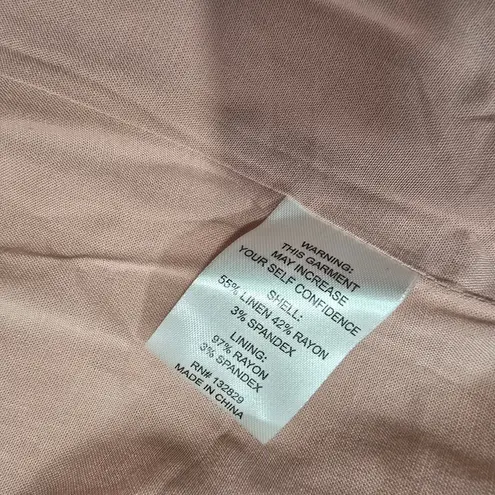 WARNING:
THIS GARMENT
MAY INCREASE
YOUR SELF CONFIDENCE
SHELL:
55% LINEN 42% RAYON
3% SPANDEX
LINING:
97% RAYON
3% SPANDEX
RN# 132829
MADE IN CHINA